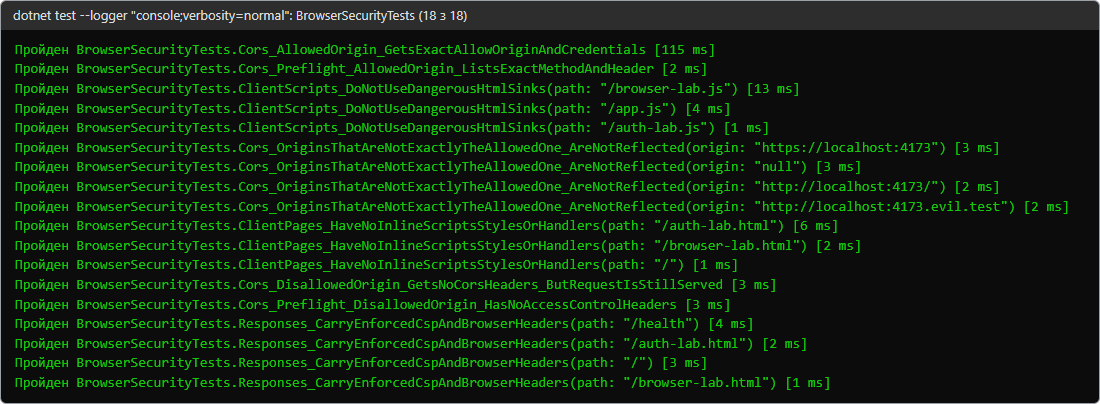 dotnet test --logger "console;verbosity=normal": BrowserSecurityTests (18 з 18)
Пройден BrowserSecurityTests.Cors_AllowedOrigin_GetsExactAllowOriginAndCredentials [115 ms]
Пройден BrowserSecurityTests.Cors_Preflight_AllowedOrigin_ListsExactMethodAndHeader [2 ms]
Пройден BrowserSecurityTests.ClientScripts_DoNotUseDangerousHtmlSinks(path: "/browser-lab.js") [13 ms]
Пройден BrowserSecurityTests.ClientScripts_DoNotUseDangerousHtmlSinks(path: "/app.js") [4 ms]
Пройден BrowserSecurityTests.ClientScripts_DoNotUseDangerousHtmlSinks(path: "/auth-lab.js") [1 ms]
Пройден BrowserSecurityTests.Cors_OriginsThatAreNotExactlyTheAllowedOne_AreNotReflected(origin: "https://localhost:4173") [3 ms]
Пройден BrowserSecurityTests.Cors_OriginsThatAreNotExactlyTheAllowedOne_AreNotReflected(origin: "null") [3 ms]
Пройден BrowserSecurityTests.Cors_OriginsThatAreNotExactlyTheAllowedOne_AreNotReflected(origin: "http://localhost:4173/") [2 ms]
Пройден BrowserSecurityTests.Cors_OriginsThatAreNotExactlyTheAllowedOne_AreNotReflected(origin: "http://localhost:4173.evil.test") [2 ms]
Пройден BrowserSecurityTests.ClientPages_HaveNoInlineScriptsStylesOrHandlers(path: "/auth-lab.html") [6 ms]
Пройден BrowserSecurityTests.ClientPages_HaveNoInlineScriptsStylesOrHandlers(path: "/browser-lab.html") [2 ms]
Пройден BrowserSecurityTests.ClientPages_HaveNoInlineScriptsStylesOrHandlers(path: "/") [1 ms]
Пройден BrowserSecurityTests.Cors_DisallowedOrigin_GetsNoCorsHeaders_ButRequestIsStillServed [3 ms]
Пройден BrowserSecurityTests.Cors_Preflight_DisallowedOrigin_HasNoAccessControlHeaders [3 ms]
Пройден BrowserSecurityTests.Responses_CarryEnforcedCspAndBrowserHeaders(path: "/health") [4 ms]
Пройден BrowserSecurityTests.Responses_CarryEnforcedCspAndBrowserHeaders(path: "/auth-lab.html") [2 ms]
Пройден BrowserSecurityTests.Responses_CarryEnforcedCspAndBrowserHeaders(path: "/") [3 ms]
Пройден BrowserSecurityTests.Responses_CarryEnforcedCspAndBrowserHeaders(path: "/browser-lab.html") [1 ms]